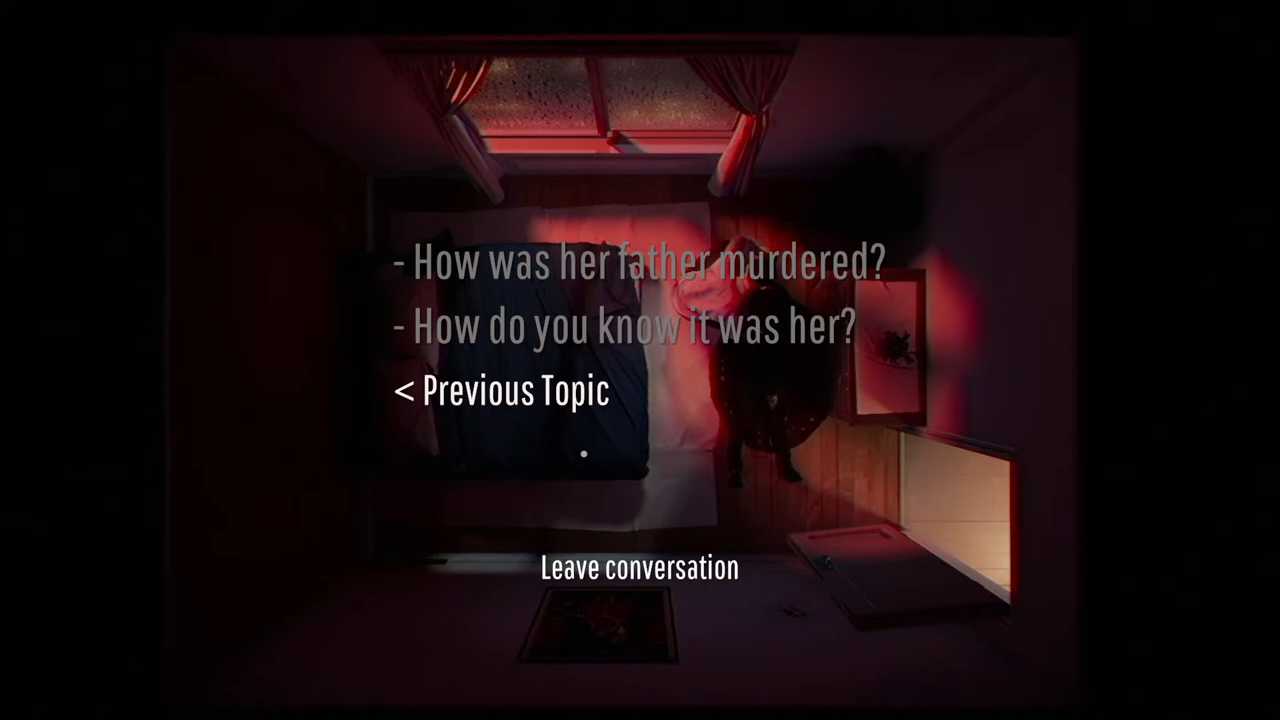 - How was her father murdered?
- How do you know it was her?
< Previous Topic
Leave conversation